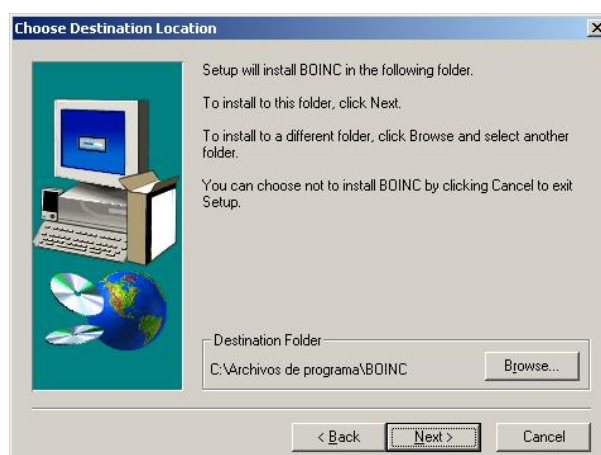 Choose Destination Location
Setup will install BOINC in the following folder.
To install to this folder, click Next.
To install to a different folder, click Browse and select another
folder.
You can choose not to install BOINC by clicking Cancel to exit
Setup.
Destination Folder
C:\Archivos de programa\BOINC
Browse...
< Back
Next >
Cancel